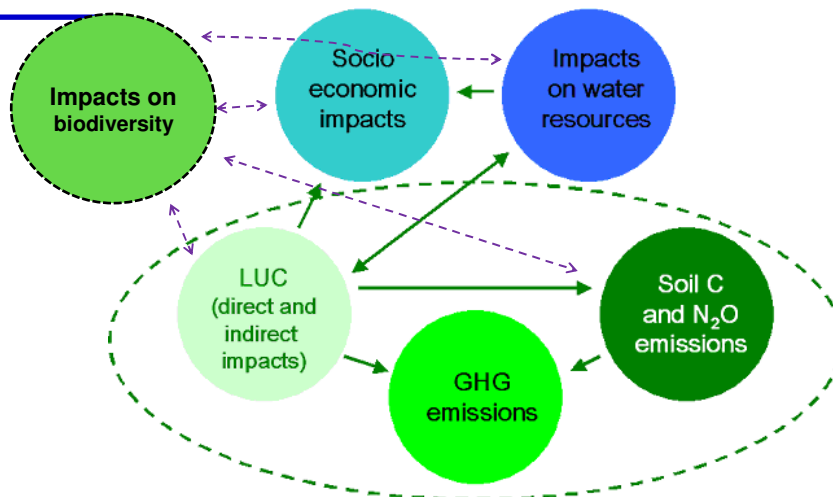 Impacts on
biodiversity
Socio
economic
impacts
Impacts
on water
resources
LUC
(direct and
indirect
impacts)
GHG
emissions
Soil C
and N₂O
emissions